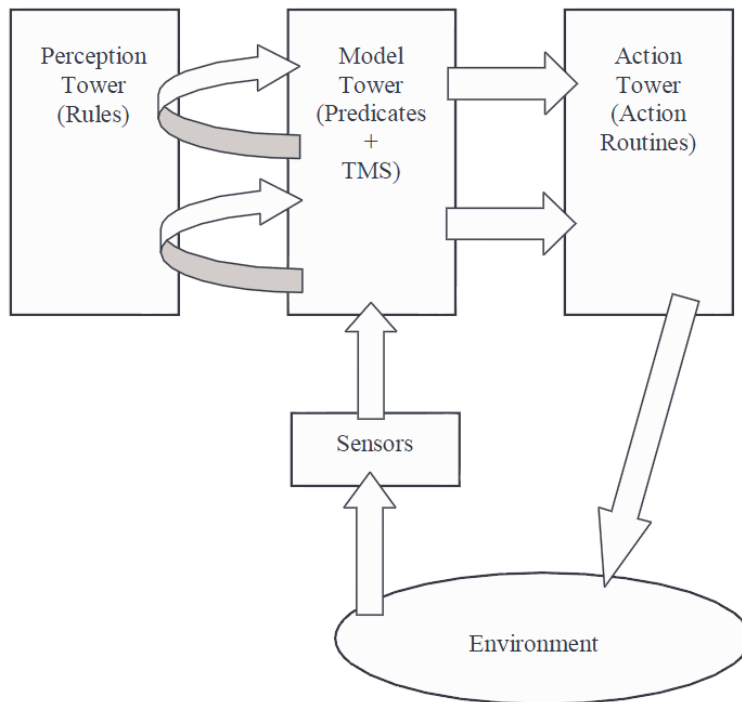 Perception
Tower
(Rules)
Model
Tower
(Predicates
+
TMS)
Action
Tower
(Action
Routines)
Sensors
Environment